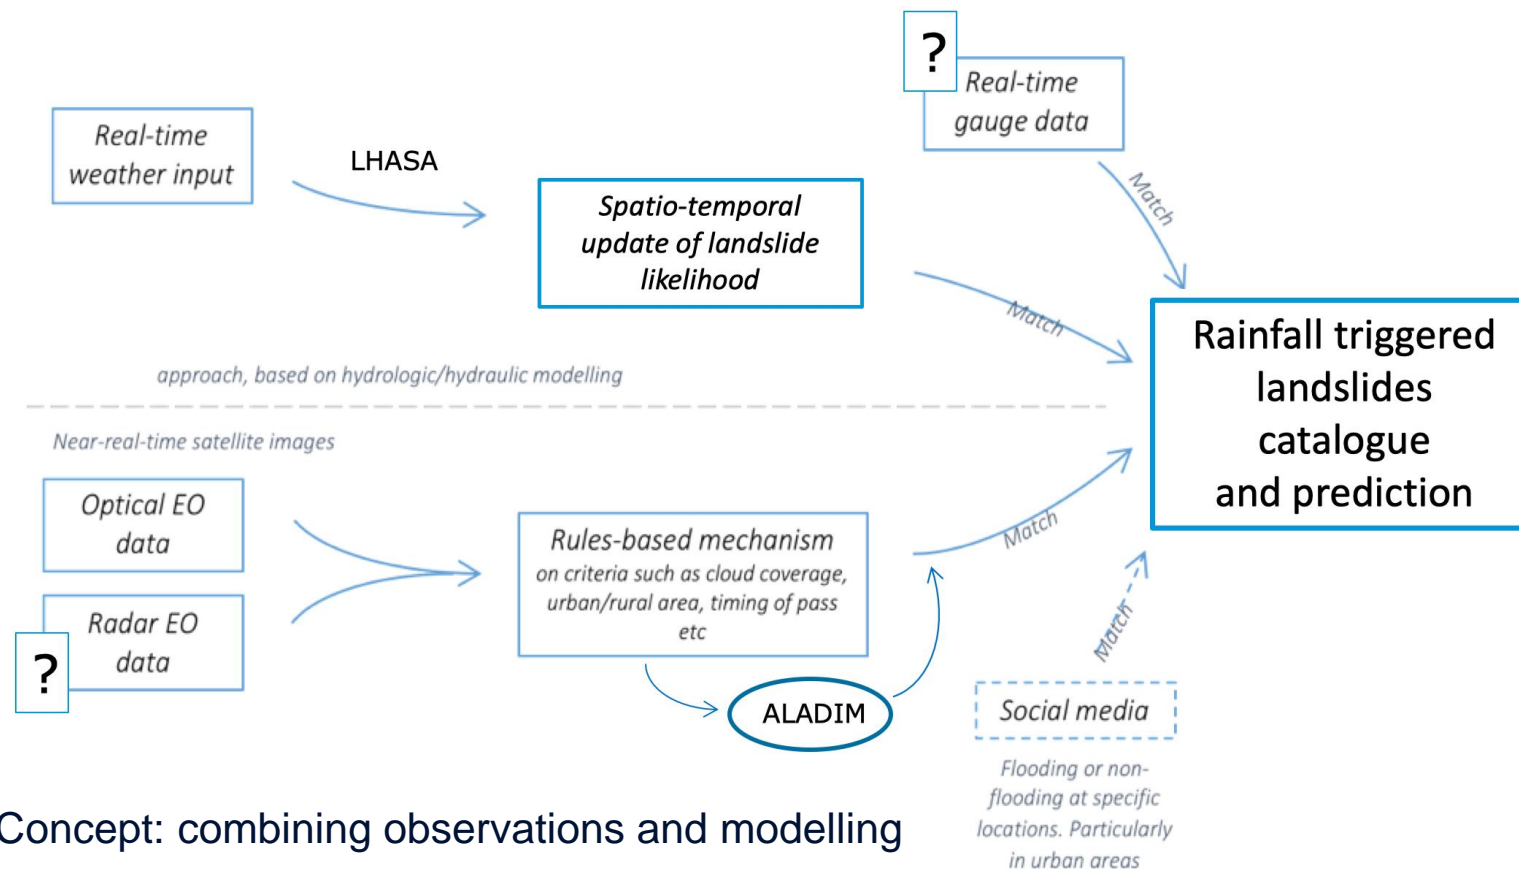 ?
Real-time
gauge data
Real-time
weather input
LHASA
Match
Spatio-temporal
update of landslide
likelihood
Match
Rainfall triggered
landslides
catalogue
and prediction
approach, based on hydrologic/hydraulic modelling
Near-real-time satellite images
Optical EO
data
Rules-based mechanism
on criteria such as cloud coverage,
urban/rural area, timing of pass
etc
Match
Radar EO
data
?
Match
ALADIM
Social media
Flooding or non-
flooding at specific
locations. Particularly
in urban areas
Concept: combining observations and modelling